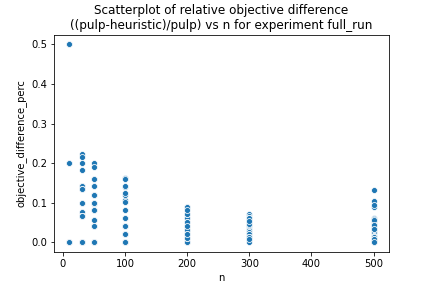 Scatterplot of relative objective difference
((pulp-heuristic)/pulp) vs n for experiment full_run
objective_difference_perc
0.5
0.4
0.3
0.2
0.1
0.0
0 100 200 300 400 500
n